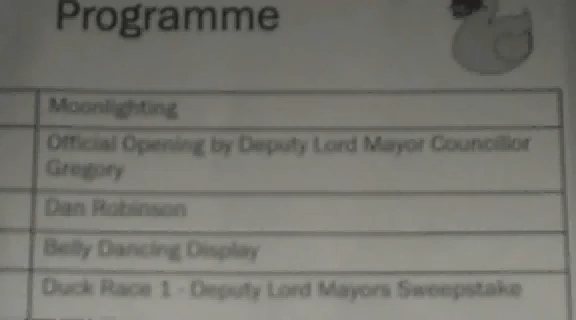 Programme
Moonlighting
Official Opening by Deputy Lord Mayor Councillor
Gregory
Dan Robinson
Belly Dancing Display
Duck Race 1 - Deputy Lord Mayors Sweepstake